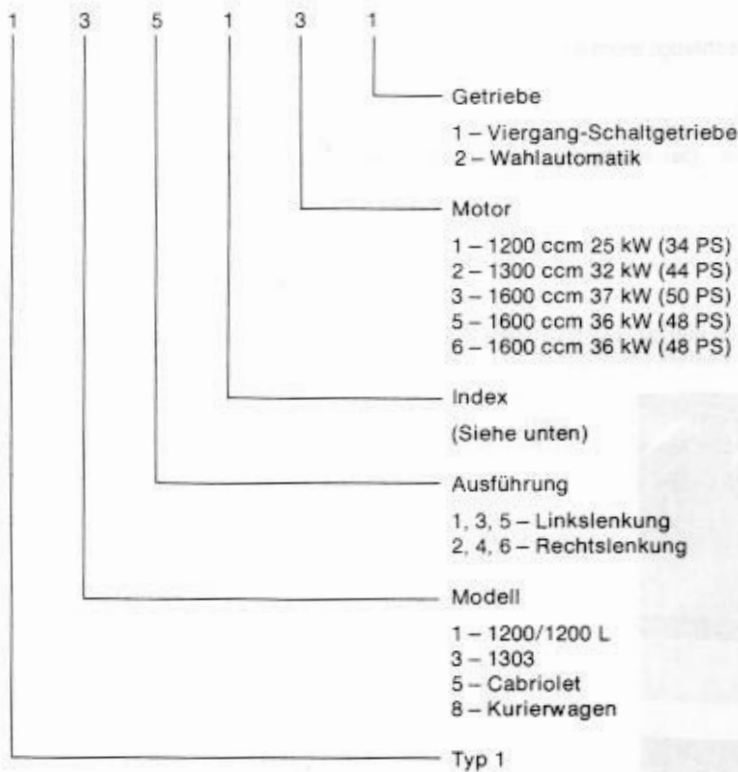 1 3 5 1 3 1
Getriebe
1 – Viergang-Schaltgetriebe
2 – Wahlautomatik
Motor
1 – 1200 ccm 25 kW (34 PS)
2 – 1300 ccm 32 kW (44 PS)
3 – 1600 ccm 37 kW (50 PS)
5 – 1600 ccm 36 kW (48 PS)
6 – 1600 ccm 36 kW (48 PS)
Index
(Siehe unten)
Ausführung
1, 3, 5 – Linkslenkung
2, 4, 6 – Rechtslenkung
Modell
1 – 1200/1200 L
3 – 1303
5 – Cabriolet
8 – Kurierwagen
Typ 1